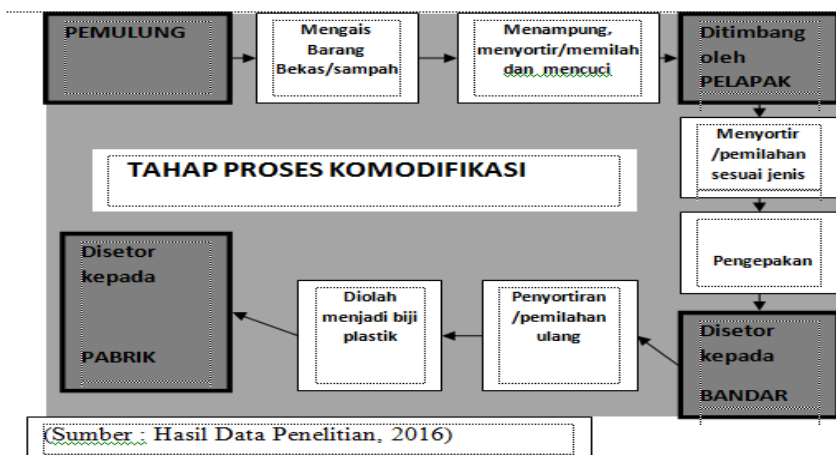 PEMULUNG
Mengais
Barang
Bekas/sampah
Menampung,
menyortir/memilah
dan mencuci
Ditimbang
oleh
PELAPAK
Menyortir
/pemilahan
sesuai jenis
TAHAP PROSES KOMODIFIKASI
Pengepakan
Disetor
kepada
BANDAR
Penyortiran
/pemilahan
ulang
Diolah
menjadi biji
plastik
Disetor
kepada
PABRIK
(Sumber : Hasil Data Penelitian, 2016)